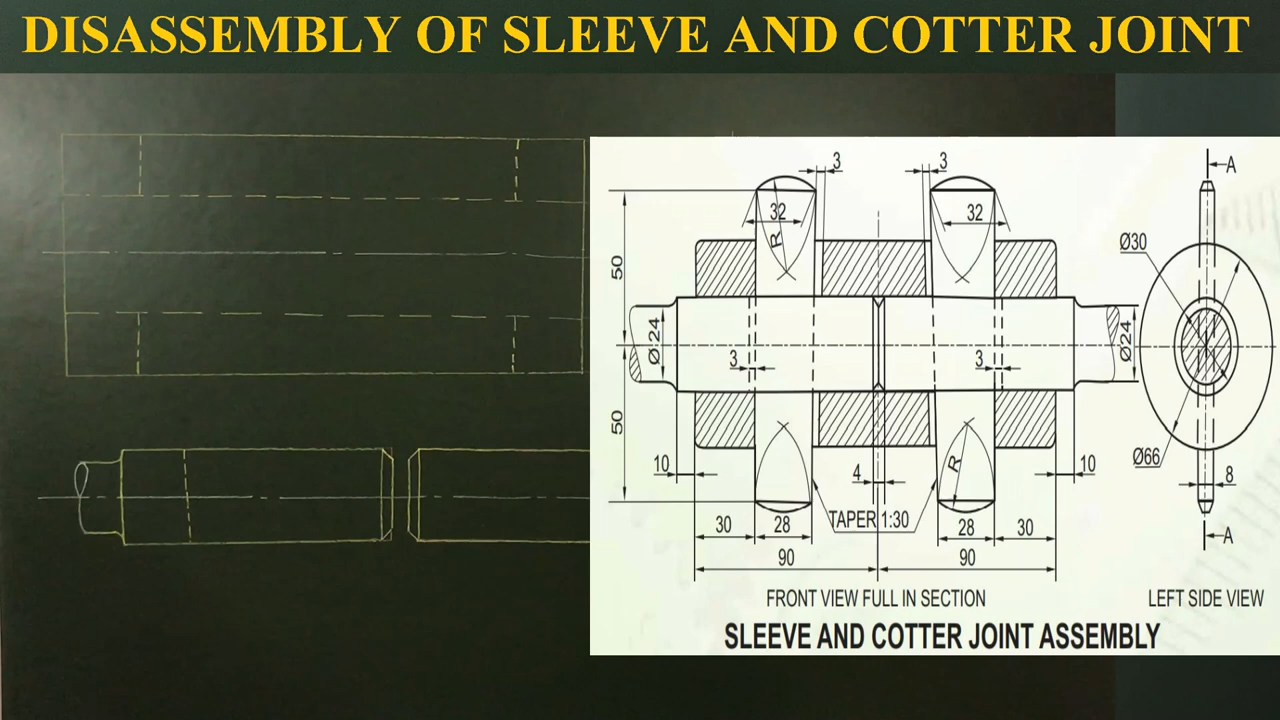 DISASSEMBLY OF SLEEVE AND COTTER JOINT
3
3
A
32
32
R
Ø30
50
Ø 24
Ø24
3
3
50
10
4
R
10
Ø66
8
TAPER 1:30
30
28
28
30
A
90
90
FRONT VIEW FULL IN SECTION
LEFT SIDE VIEW
SLEEVE AND COTTER JOINT ASSEMBLY